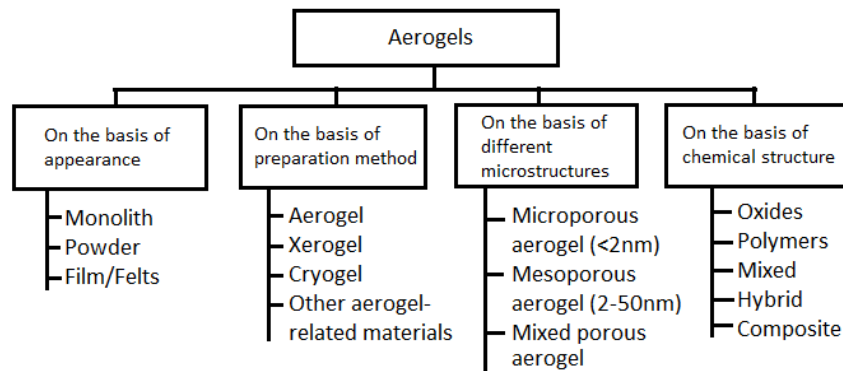 Aerogels
On the basis of
appearance
Monolith
Powder
Film/Felts
On the basis of
preparation method
Aerogel
Xerogel
Cryogel
Other aerogel-
related materials
On the basis of
different
microstructures
Microporous
aerogel (<2nm)
Mesoporous
aerogel (2-50nm)
Mixed porous
aerogel
On the basis of
chemical structure
Oxides
Polymers
Mixed
Hybrid
Composite